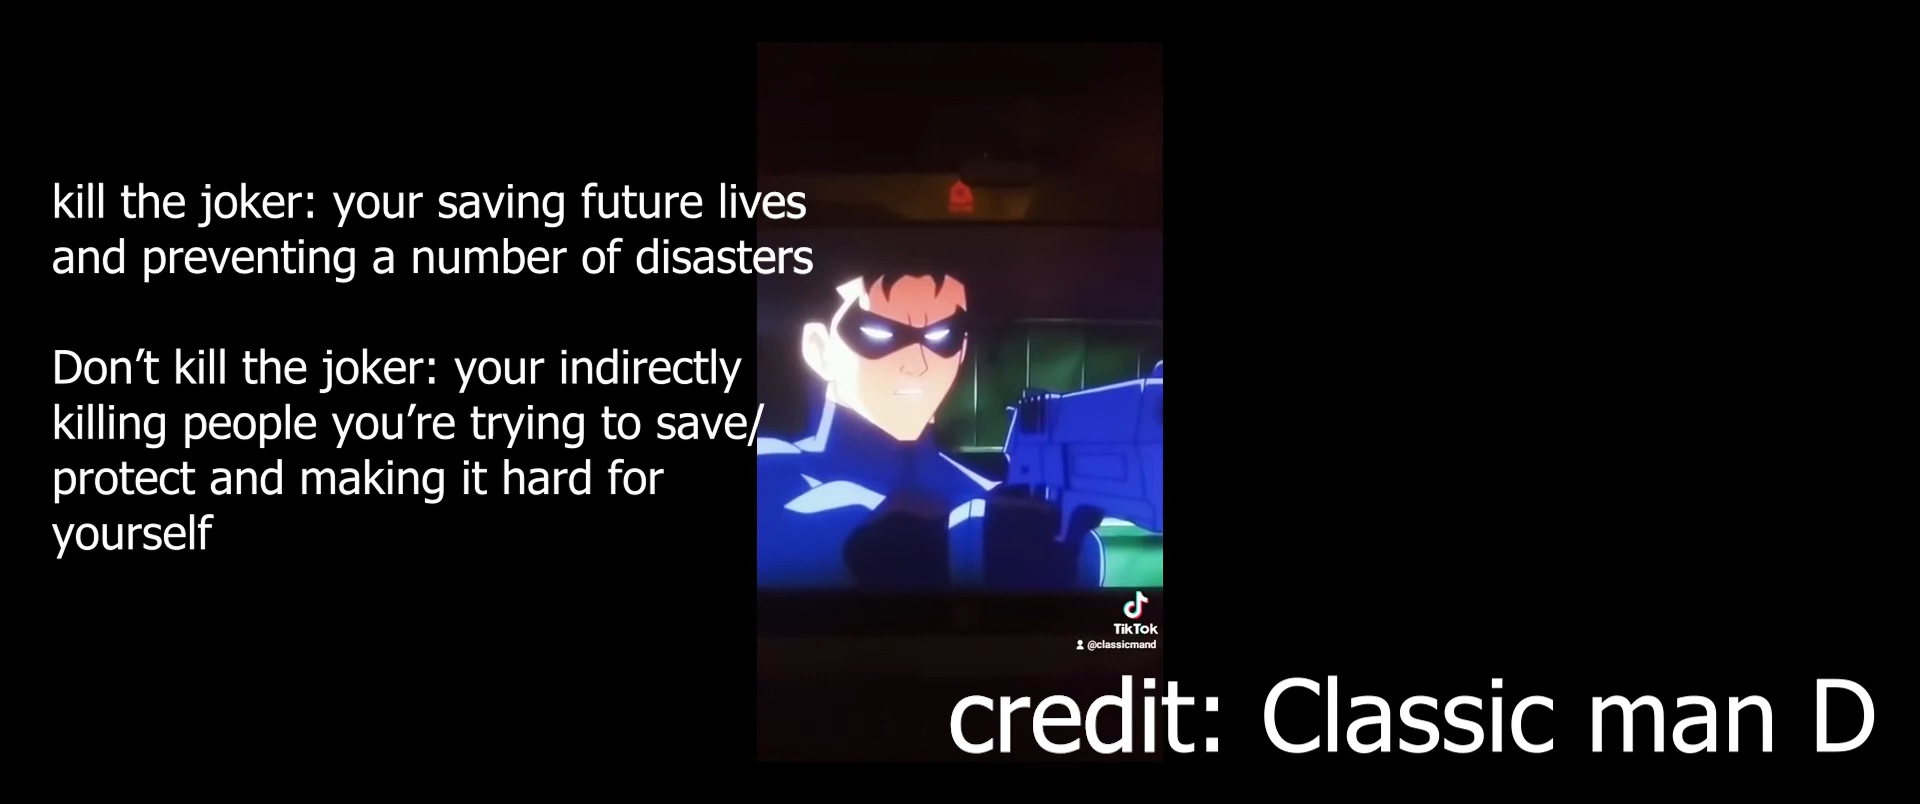 kill the joker: your saving future lives
and preventing a number of disasters
Don’t kill the joker: your indirectly
killing people you’re trying to save/
protect and making it hard for
yourself
TikTok
@classicmand
credit: Classic man D